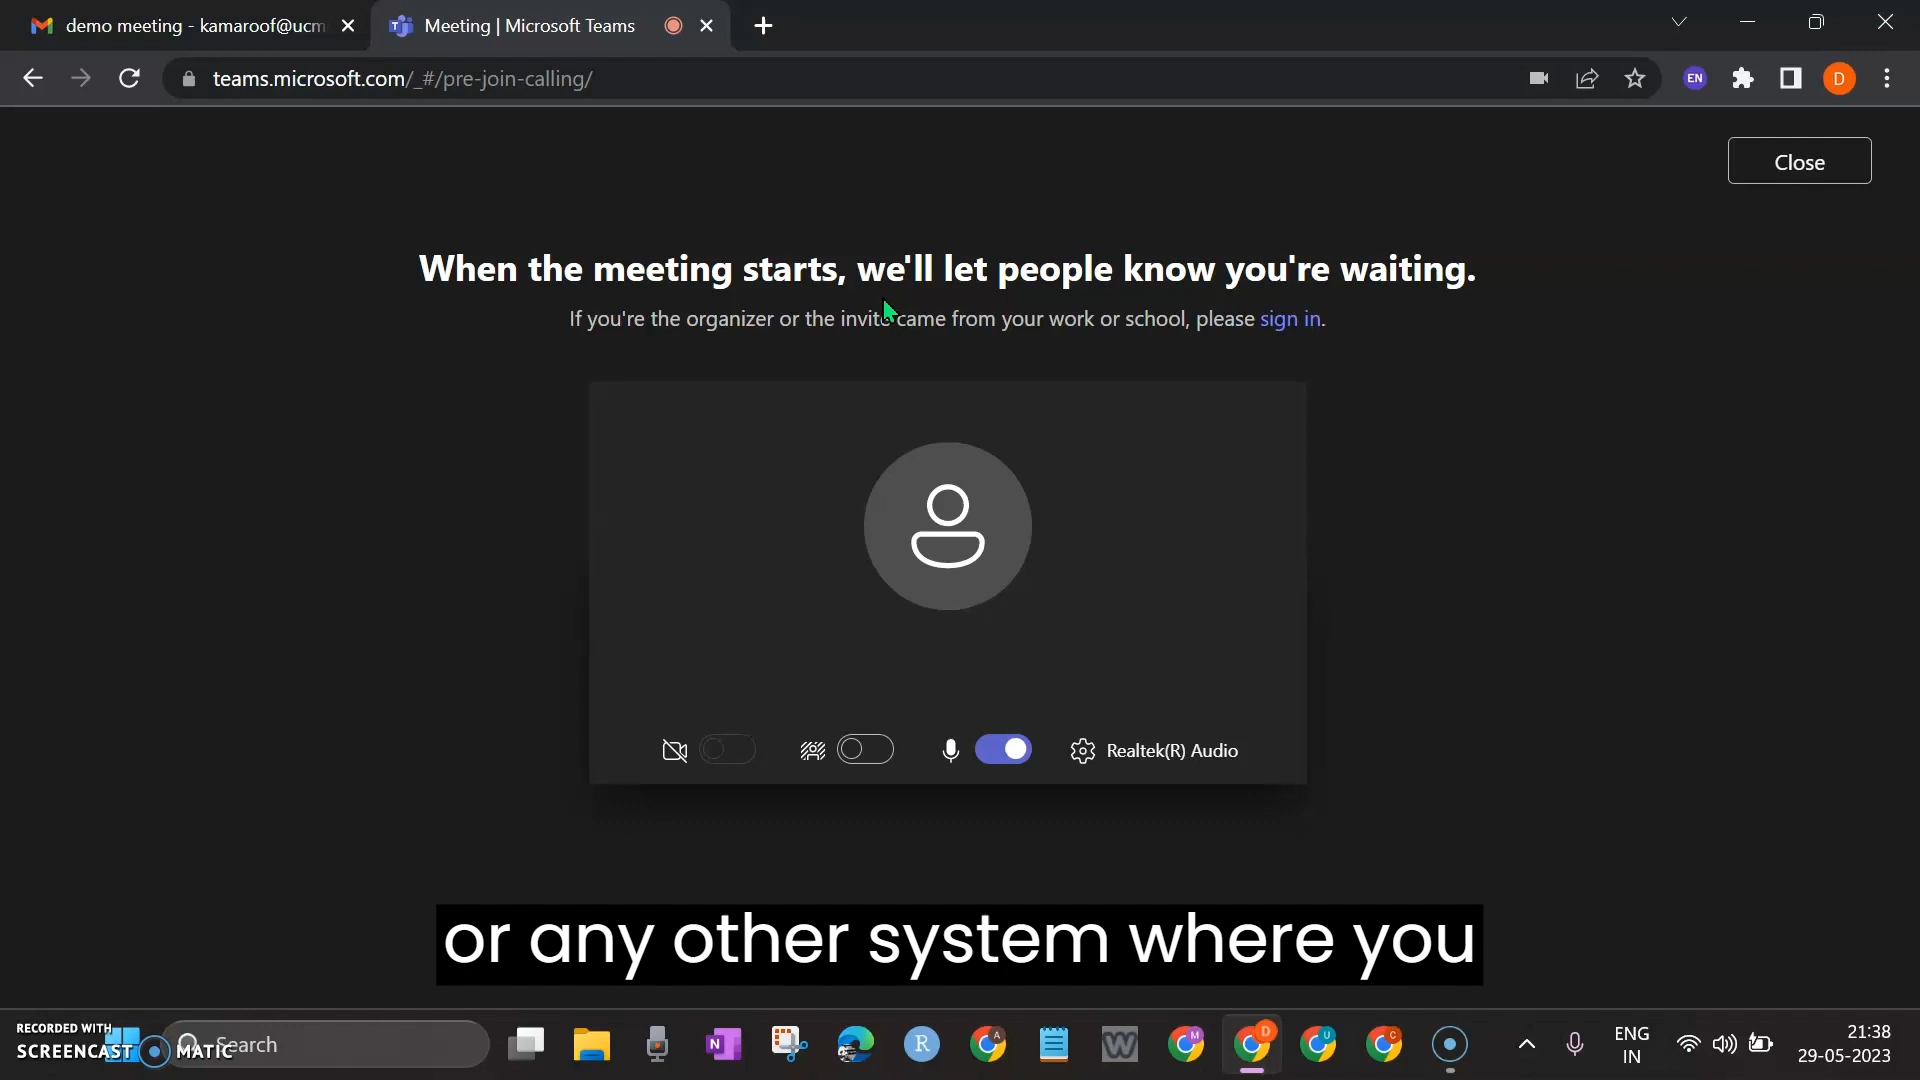 demo meeting - kamaroof@ucm
Meeting | Microsoft Teams
teams.microsoft.com/_#/pre-join-calling/
EN
D
Close
When the meeting starts, we'll let people know you're waiting.
If you're the organizer or the invite came from your work or school, please sign in.
Realtek(R) Audio
or any other system where you
RECORDED WITH
SCREENCAST MATIC
Search
N
R
A
W
M
D
U
C
ENG
IN
21:38
29-05-2023